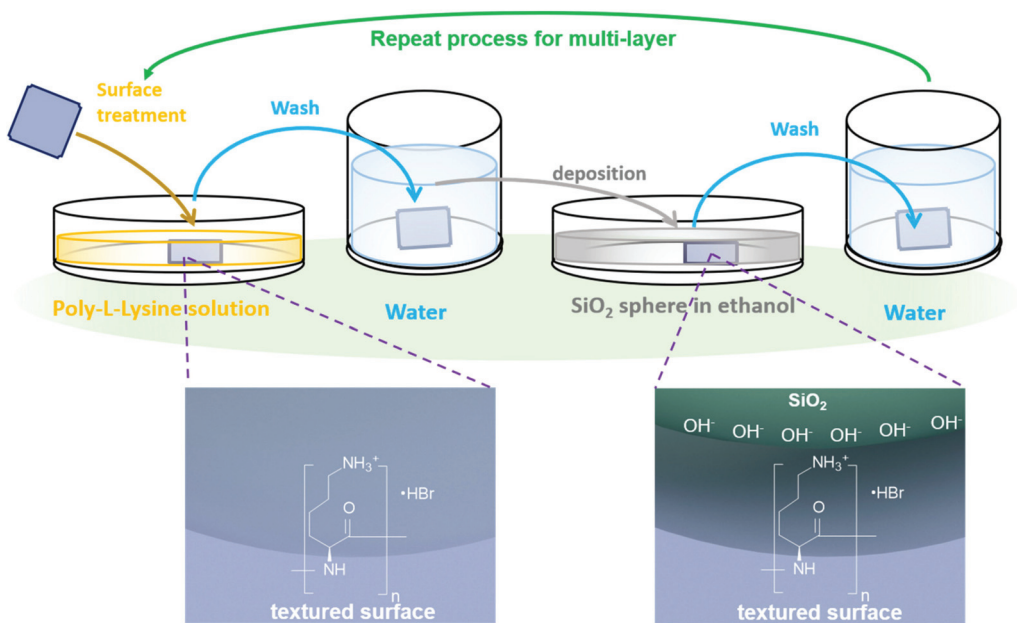 Repeat process for multi-layer
Surface
treatment
Wash
deposition
Wash
Poly-L-Lysine solution
Water
SiO₂ sphere in ethanol
Water
NH₃⁺
•HBr
O
NH
n
textured surface
SiO₂
OH⁻ OH⁻ OH⁻ OH⁻ OH⁻ OH⁻
NH₃⁺
•HBr
O
NH
n
textured surface